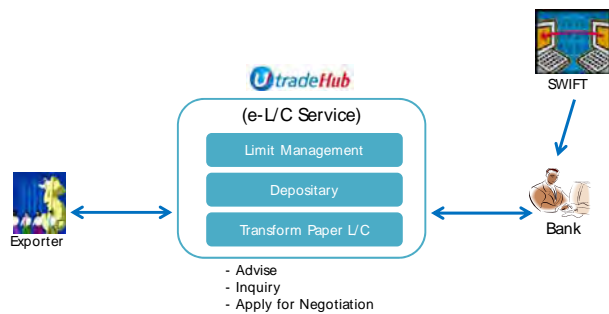 UtradeHub
SWIFT
(e-L/C Service)
Limit Management
Depositary
Transform Paper L/C
Exporter
Bank
- Advise
- Inquiry
- Apply for Negotiation